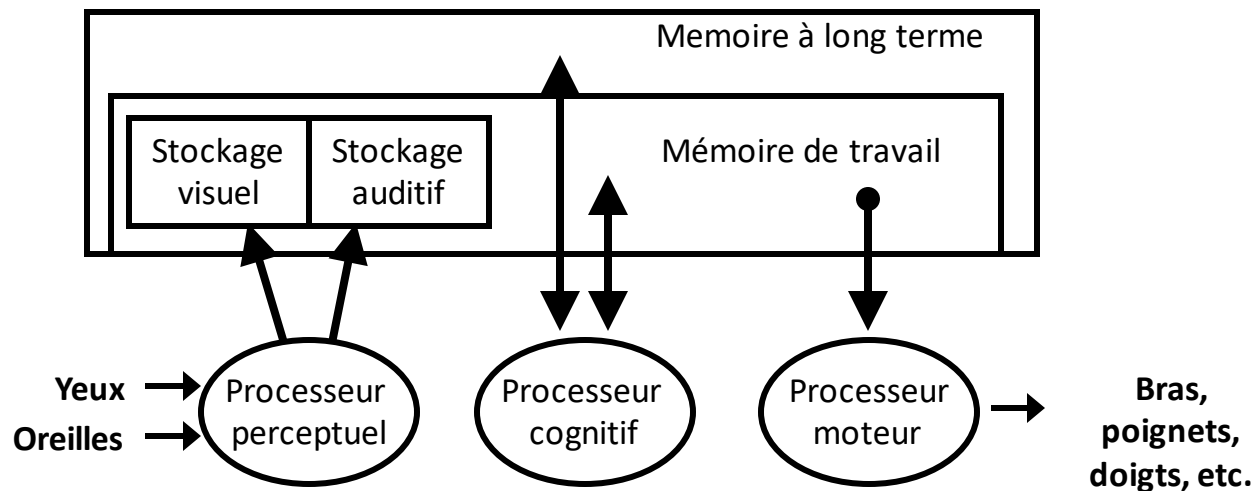 Memoire à long terme
Stockage
visuel
Stockage
auditif
Mémoire de travail
Yeux
Oreilles
Processeur
perceptuel
Processeur
cognitif
Processeur
moteur
Bras,
poignets,
doigts, etc.